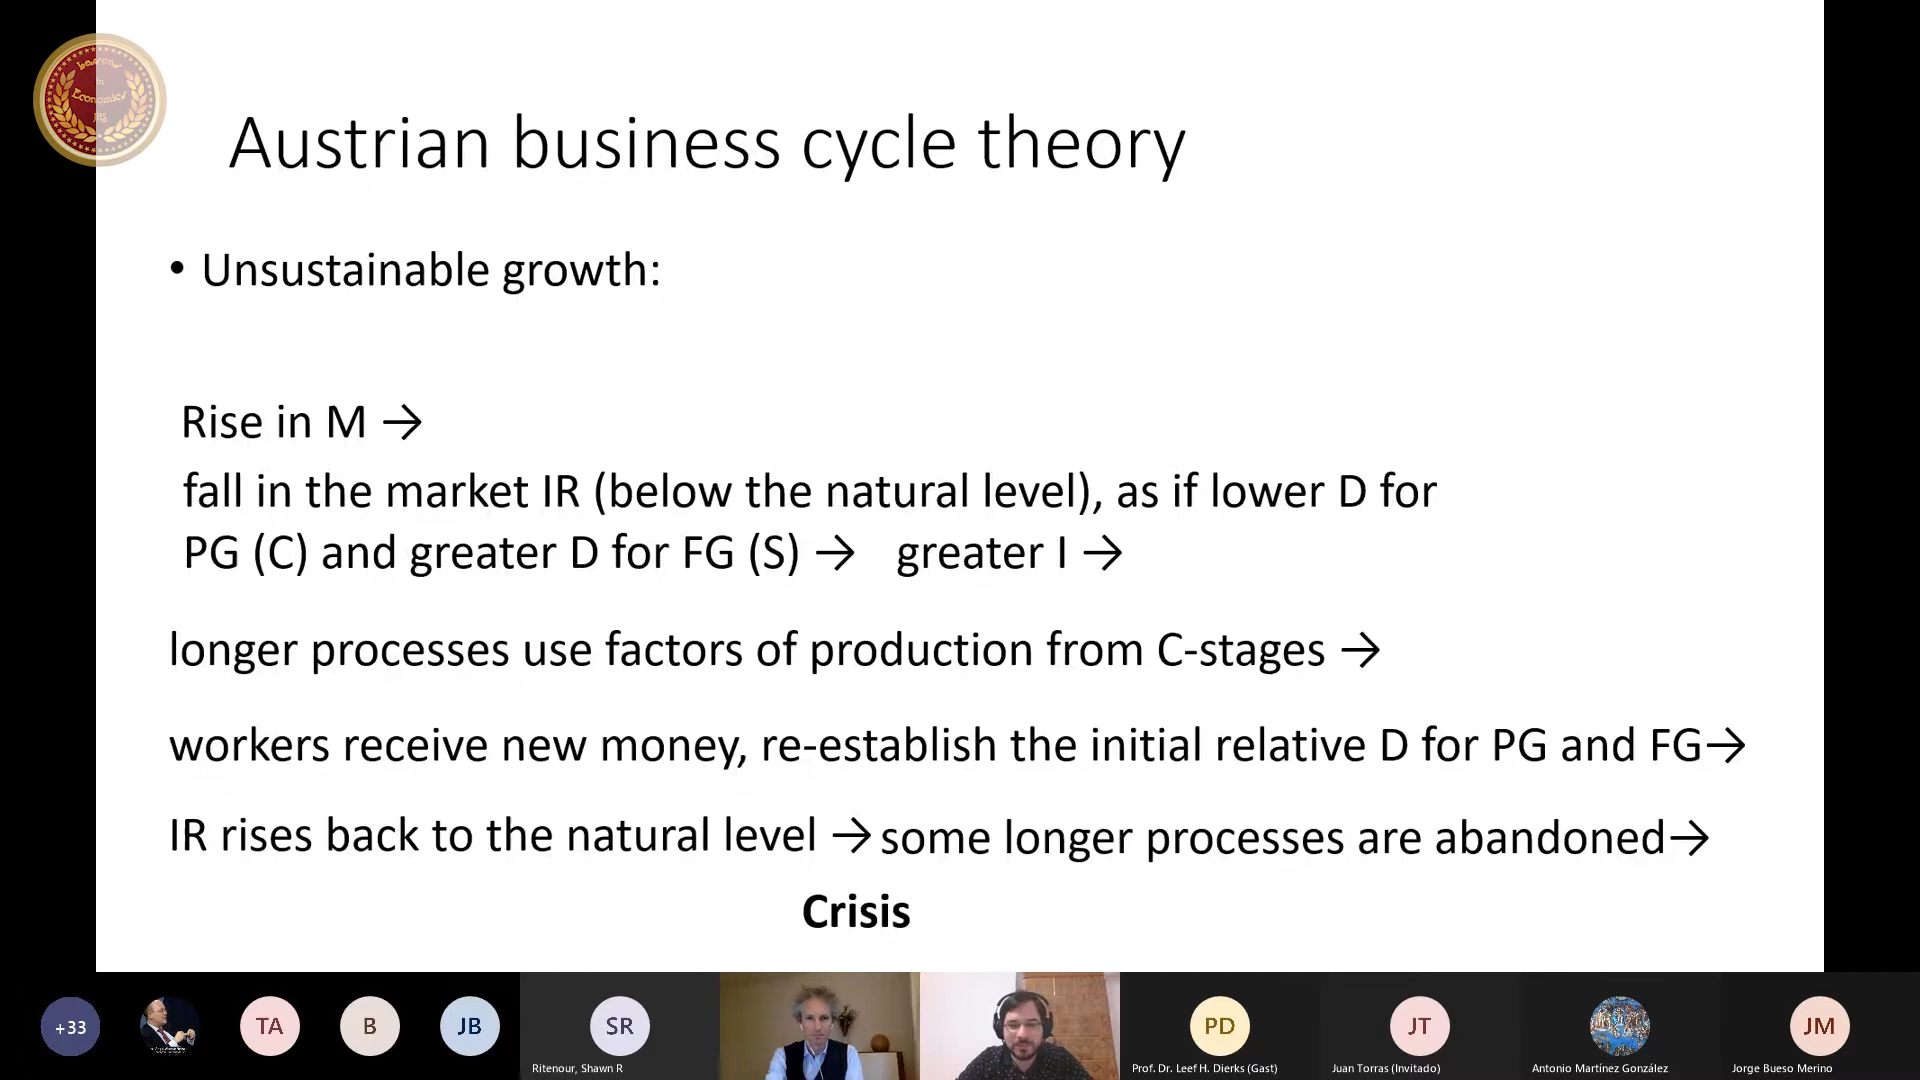 Lessons
in
Economics
JHS
Austrian business cycle theory
• Unsustainable growth:
Rise in M →
fall in the market IR (below the natural level), as if lower D for
PG (C) and greater D for FG (S) → greater I →
longer processes use factors of production from C-stages →
workers receive new money, re-establish the initial relative D for PG and FG→
IR rises back to the natural level → some longer processes are abandoned→
Crisis
+33
TA
B
JB
SR
PD
JT
JM
Ritenour, Shawn R
Prof. Dr. Leef H. Dierks (Gast)
Juan Torras (Invitado)
Antonio Martínez González
Jorge Bueso Merino